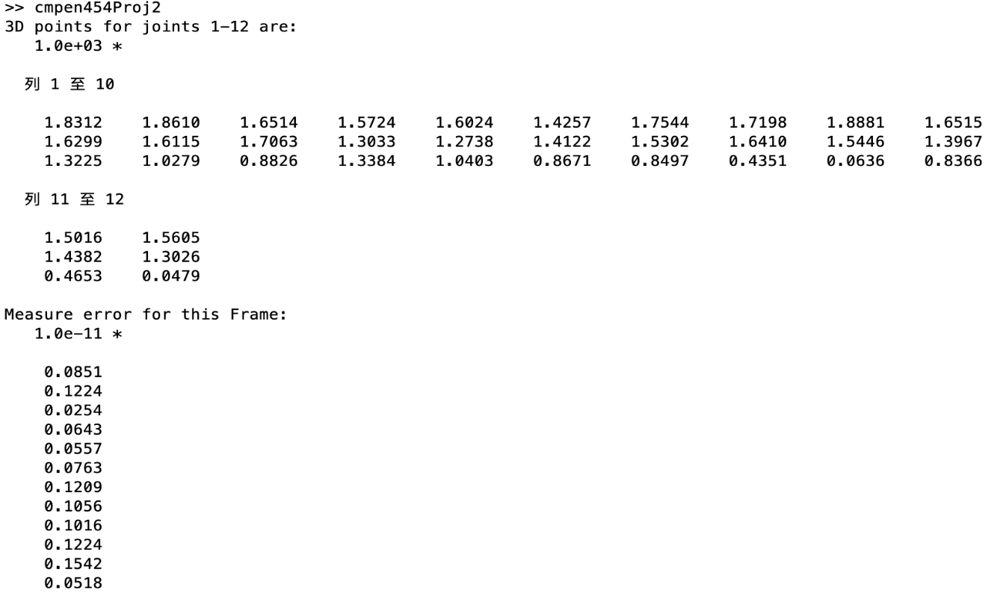 >> cmpen454Proj2
3D points for joints 1-12 are:
1.0e+03 *
列 1 至 10
1.8312 1.8610 1.6514 1.5724 1.6024 1.4257 1.7544 1.7198 1.8881 1.6515
1.6299 1.6115 1.7063 1.3033 1.2738 1.4122 1.5302 1.6410 1.5446 1.3967
1.3225 1.0279 0.8826 1.3384 1.0403 0.8671 0.8497 0.4351 0.0636 0.8366
列 11 至 12
1.5016 1.5605
1.4382 1.3026
0.4653 0.0479
Measure error for this Frame:
1.0e-11 *
0.0851
0.1224
0.0254
0.0643
0.0557
0.0763
0.1209
0.1056
0.1016
0.1224
0.1542
0.0518